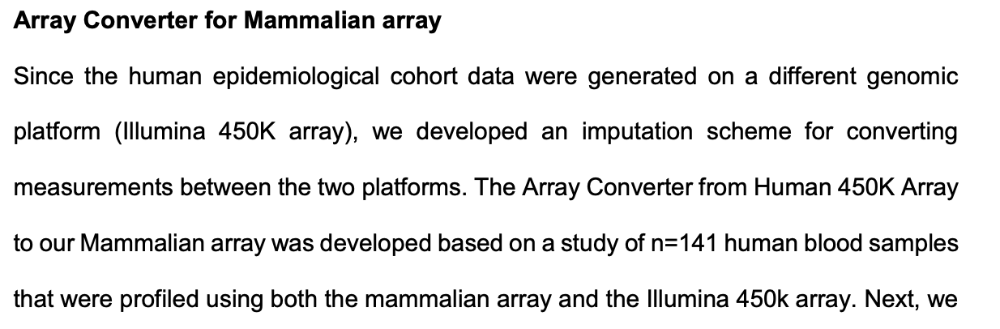 Array Converter for Mammalian array
Since the human epidemiological cohort data were generated on a different genomic
platform (Illumina 450K array), we developed an imputation scheme for converting
measurements between the two platforms. The Array Converter from Human 450K Array
to our Mammalian array was developed based on a study of n=141 human blood samples
that were profiled using both the mammalian array and the Illumina 450k array. Next, we